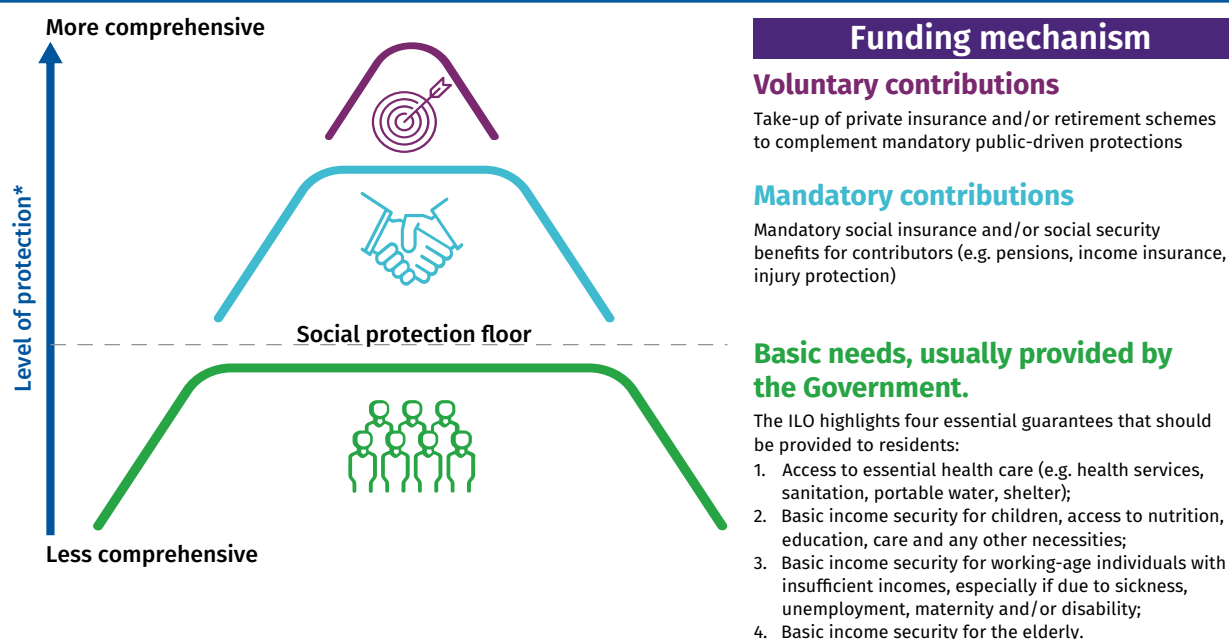 More comprehensive
Level of protection*
Social protection floor
Less comprehensive
Funding mechanism
Voluntary contributions
Take-up of private insurance and/or retirement schemes
to complement mandatory public-driven protections
Mandatory contributions
Mandatory social insurance and/or social security
benefits for contributors (e.g. pensions, income insurance,
injury protection)
Basic needs, usually provided by
the Government.
The ILO highlights four essential guarantees that should
be provided to residents:
1. Access to essential health care (e.g. health services,
sanitation, portable water, shelter);
2. Basic income security for children, access to nutrition,
education, care and any other necessities;
3. Basic income security for working-age individuals with
insufficient incomes, especially if due to sickness,
unemployment, maternity and/or disability;
4. Basic income security for the elderly.